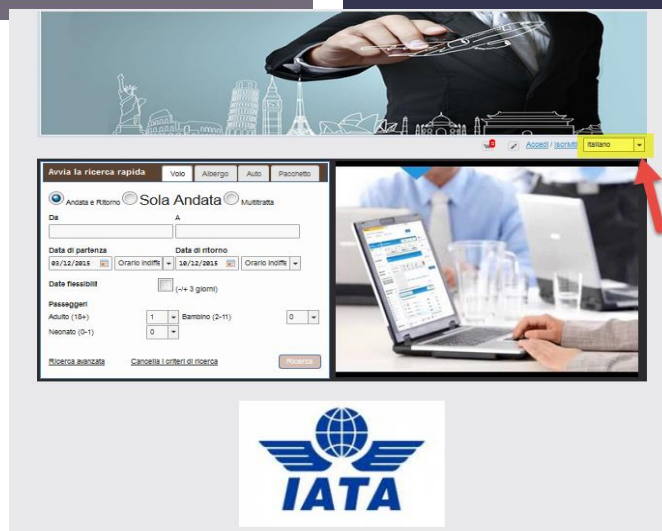 0
Accedi / Iscriviti Italiano
Avvia la ricerca rapida Volo Albergo Auto Pacchetto
Andata e Ritorno Sola Andata Multitratta
Da A
Data di partenza Data di ritorno
03/12/2015 Orario Indiffe 10/12/2015 Orario Indiffe
Date flessibili (-/+ 3 giorni)
Passeggeri
Adulto (18+) 1 Bambino (2-11) 0
Neonato (0-1) 0
Ricerca avanzata Cancella i criteri di ricerca Ricerca
IATA